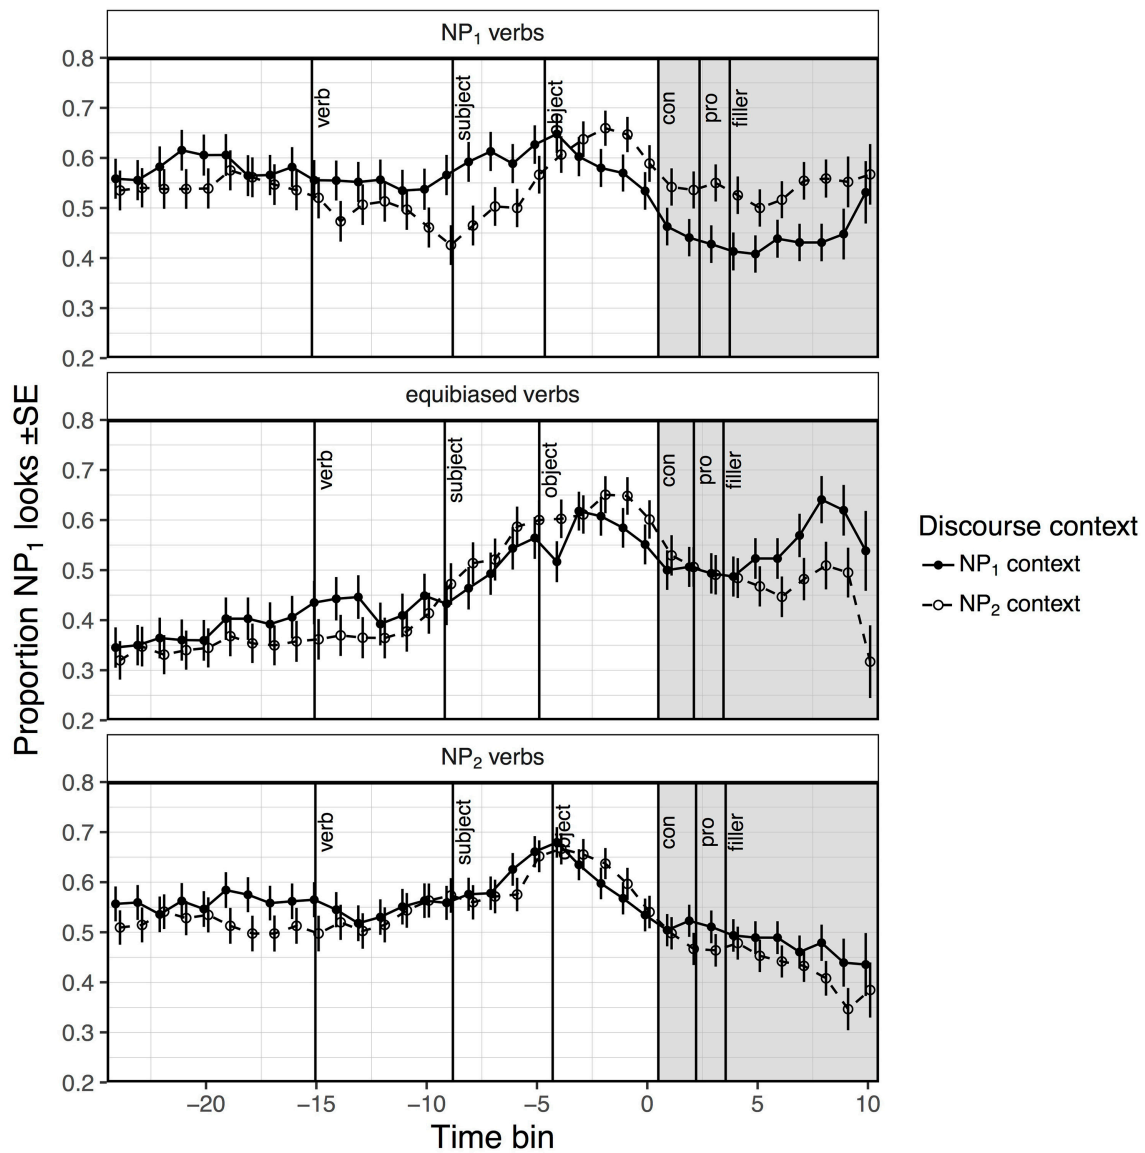 NP₁ verbs
0.8
0.7
0.6
0.5
0.4
0.3
0.2
verb
subject
object
con
pro
filler
equibiased verbs
0.8
0.7
0.6
0.5
0.4
0.3
0.2
verb
subject
object
con
pro
filler
NP₂ verbs
0.8
0.7
0.6
0.5
0.4
0.3
0.2
verb
subject
object
con
pro
filler
−20 −15 −10 −5 0 5 10
Time bin
Proportion NP₁ looks ±SE
Discourse context
NP₁ context
NP₂ context